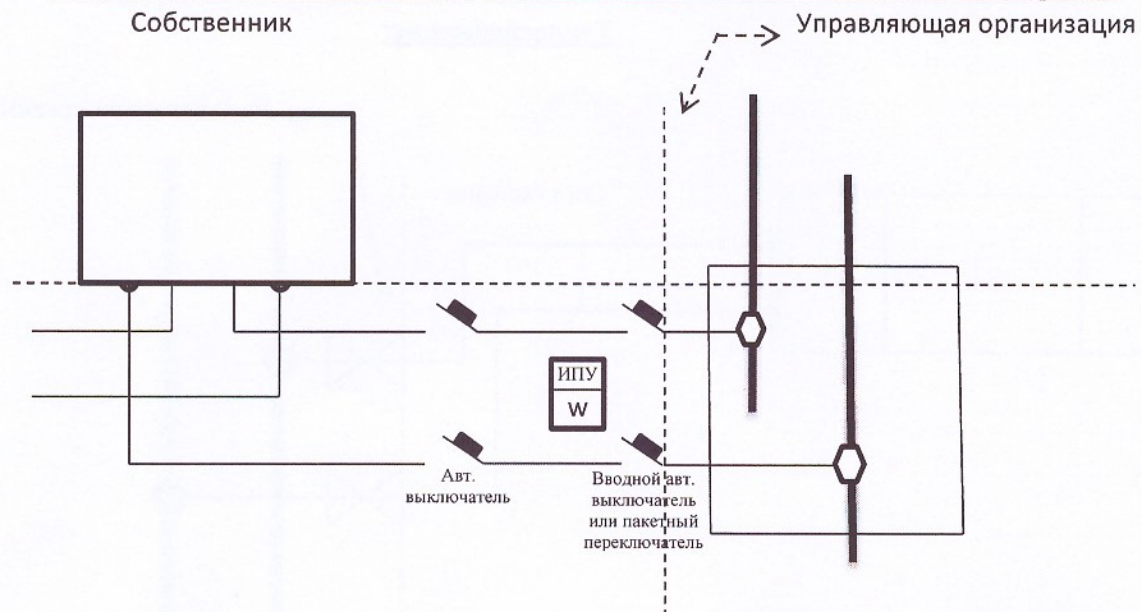 Собственник
Управляющая организация
ИПУ
W
Авт.
выключатель
Вводной авт.
выключатель
или пакетный
переключатель